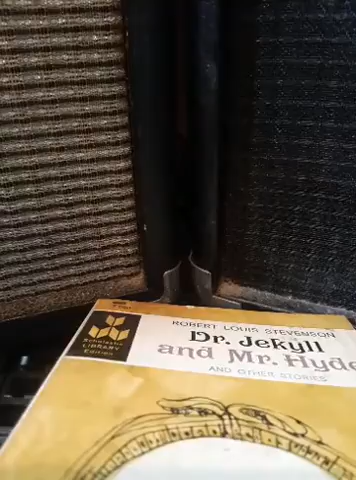 ROBERT LOUIS STEVENSON
Dr. Jekyll
and Mr. Hyde
AND OTHER STORIES
Scholastic
LIBRARY
Edition